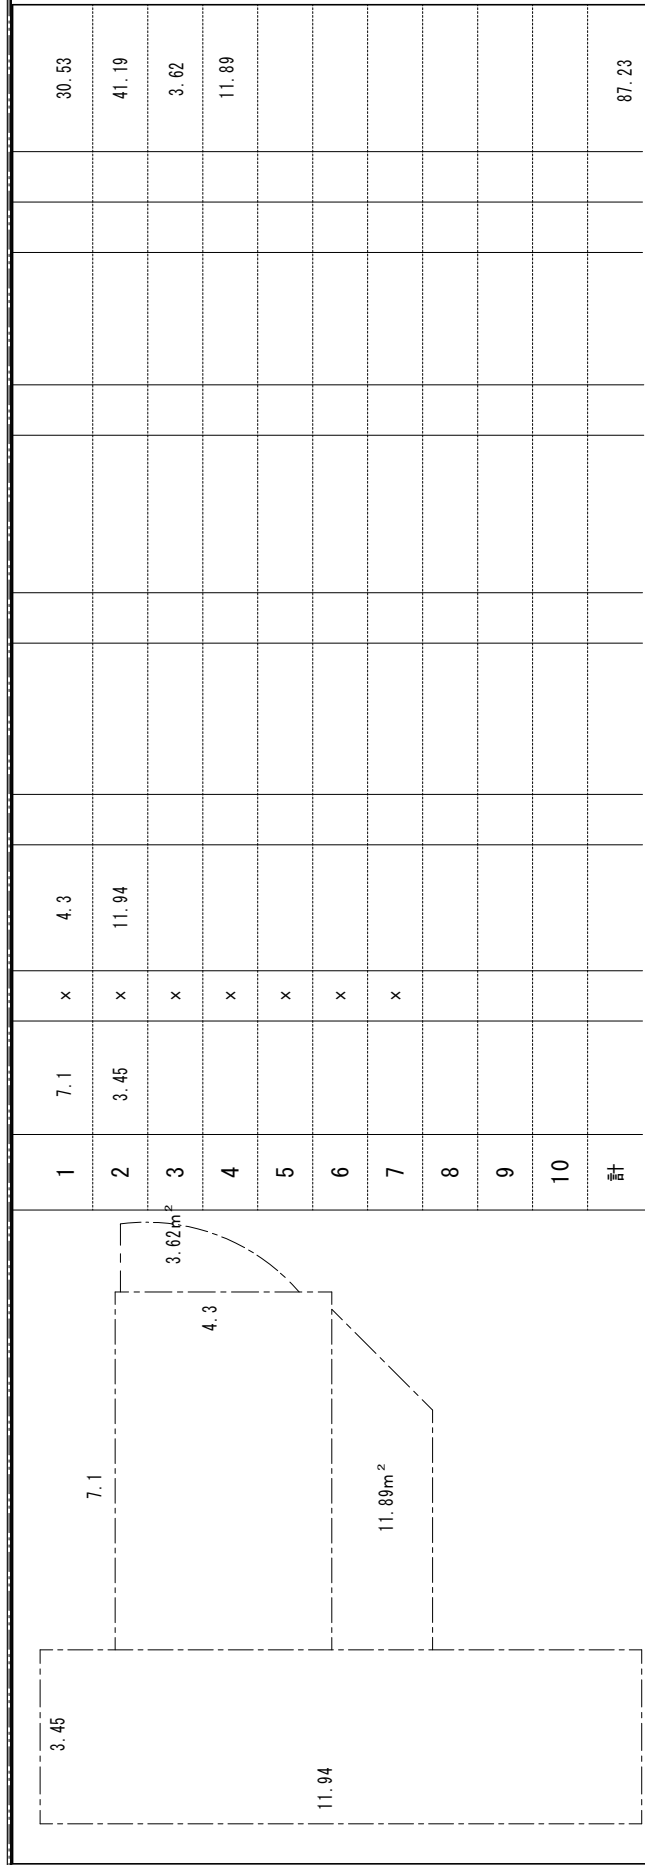 7.1
3.45
11.94
4.3
3.62m²
11.89m²
1 7.1 x 4.3 30.53
2 3.45 x 11.94 41.19
3 x 3.62
4 x 11.89
5 x
6 x
7 x
8
9
10
計 87.23